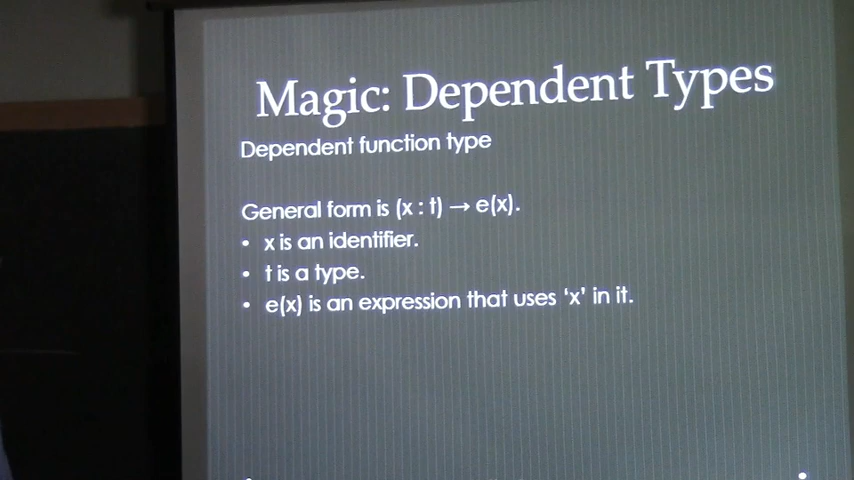 Magic: Dependent Types
Dependent function type
General form is (x : t) → e(x).
• x is an identifier.
• t is a type.
• e(x) is an expression that uses ‘x’ in it.